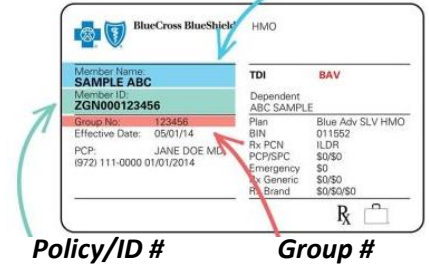 BlueCross BlueShield HMO
Member Name:
SAMPLE ABC
Member ID:
ZGN000123456
Group No: 123456
Effective Date: 05/01/14
PCP: JANE DOE MD
(972) 111-0000 01/01/2014
TDI BAV
Dependent
ABC SAMPLE
Plan Blue Adv SLV HMO
BIN 011552
Rx PCN ILDR
PCP/SPC $0/$0
Emergency $0
Rx Generic $0/$0
Rx Brand $0/$0/$0
Rx
Policy/ID # Group #